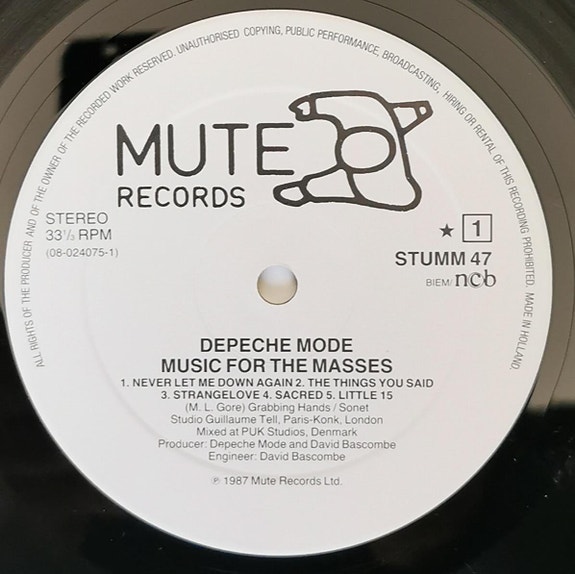 ALL RIGHTS OF THE PRODUCER AND OF THE OWNER OF THE RECORDED WORK RESERVED. UNAUTHORISED COPYING, PUBLIC PERFORMANCE, BROADCASTING, HIRING OR RENTAL OF THIS RECORDING PROHIBITED. MADE IN HOLLAND.
MUTE
RECORDS
STEREO
33 1/3 RPM
(08-024075-1)
★ 1
STUMM 47
BIEM/ncb
DEPECHE MODE
MUSIC FOR THE MASSES
1. NEVER LET ME DOWN AGAIN 2. THE THINGS YOU SAID
3. STRANGELOVE 4. SACRED 5. LITTLE 15
(M. L. Gore) Grabbing Hands / Sonet
Studio Guillaume Tell, Paris-Konk, London
Mixed at PUK Studios, Denmark
Producer: Depeche Mode and David Bascombe
Engineer: David Bascombe
℗ 1987 Mute Records Ltd.